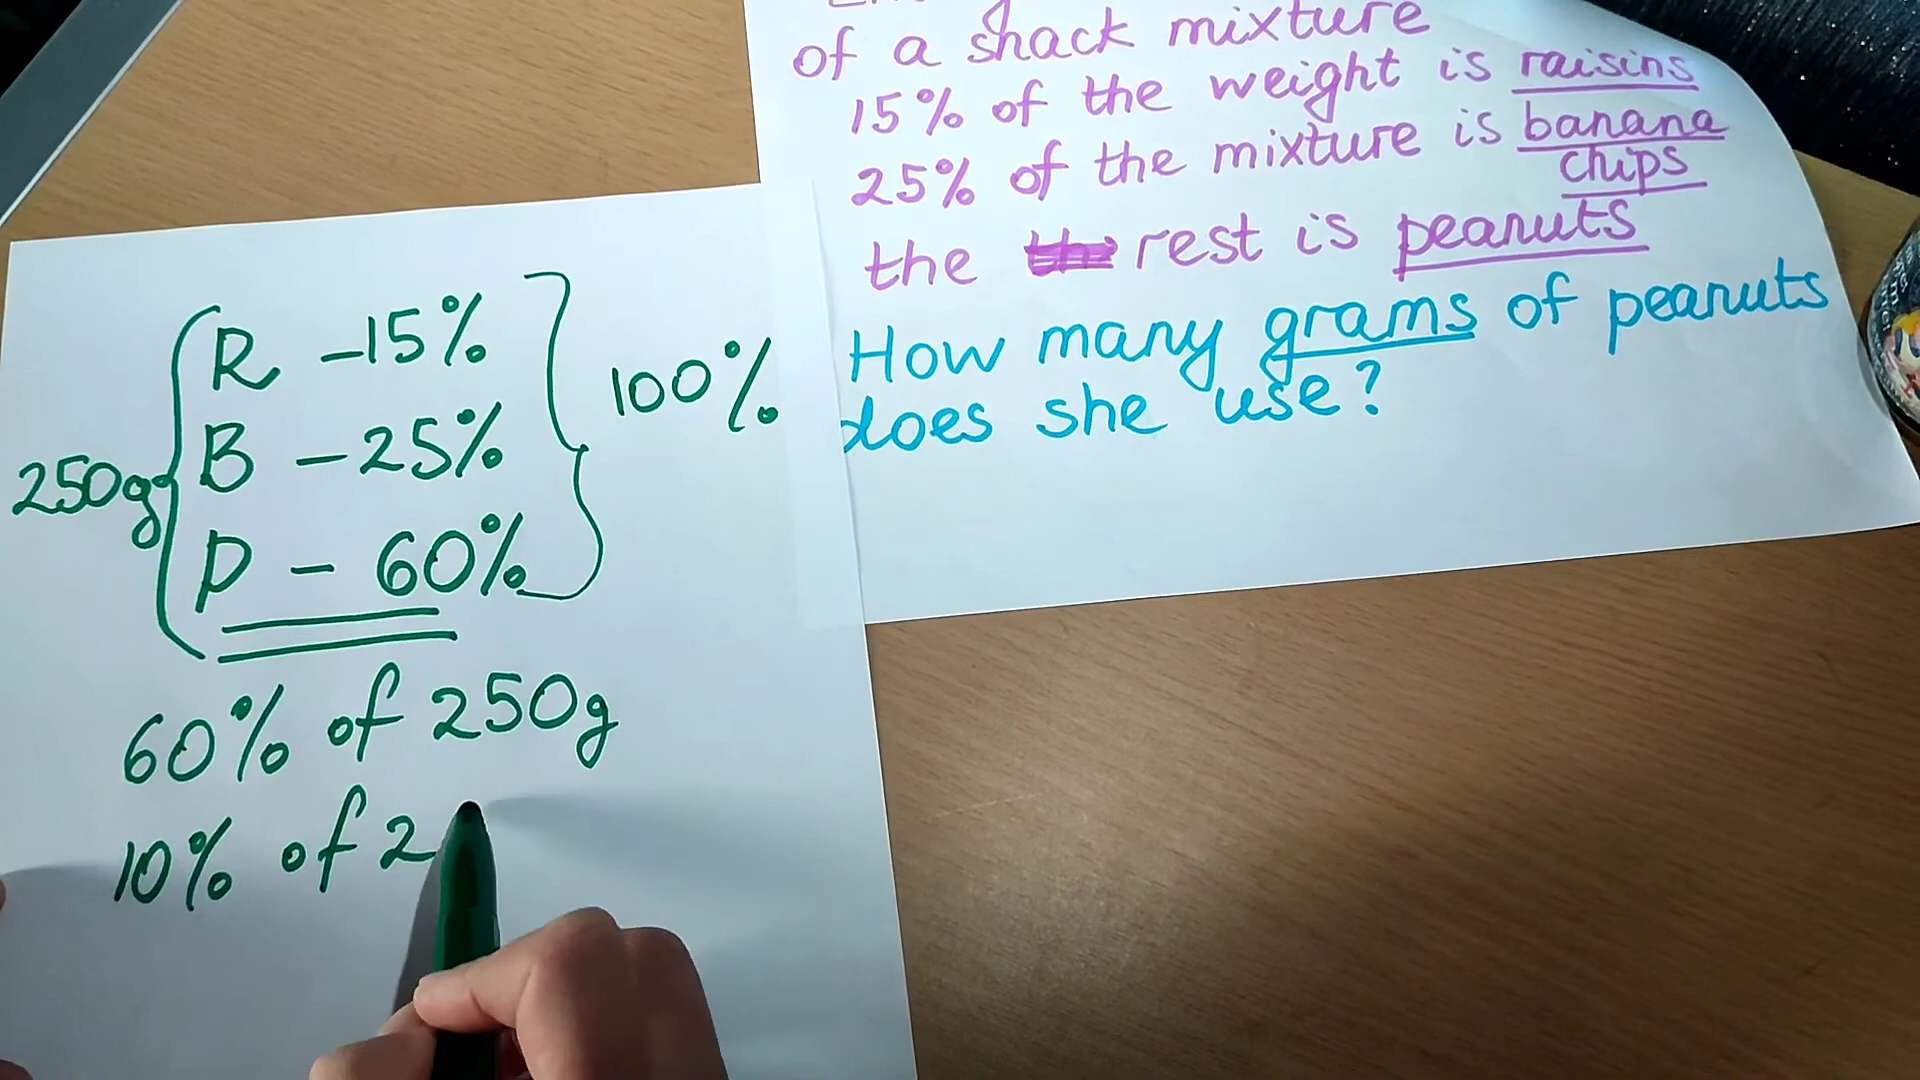 of a snack mixture
15% of the weight is raisins
25% of the mixture is banana
chips
the rest is peanuts
How many grams of peanuts
does she use?
R - 15%
B - 25%
P - 60%
250g
100%
60% of 250g
10% of 2